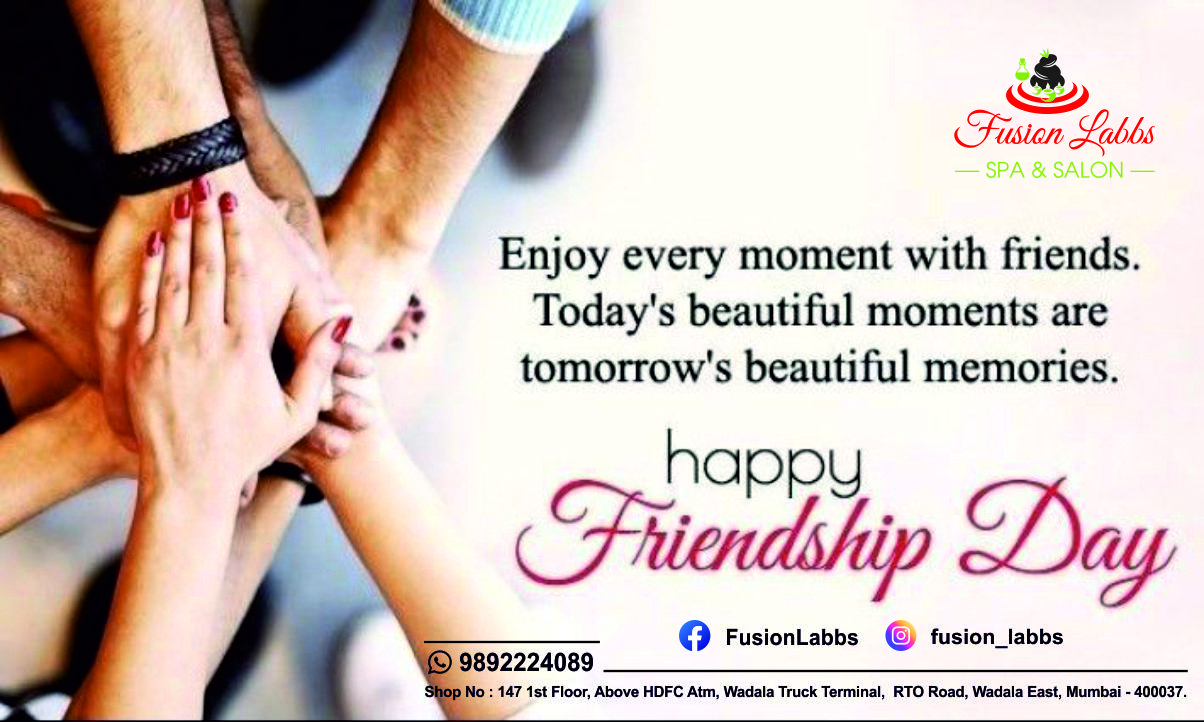 Fusion Labbs
— SPA & SALON —
Enjoy every moment with friends.
Today's beautiful moments are
tomorrow's beautiful memories.
happy
Friendship Day
FusionLabbs fusion_labbs
9892224089
Shop No : 147 1st Floor, Above HDFC Atm, Wadala Truck Terminal, RTO Road, Wadala East, Mumbai - 400037.